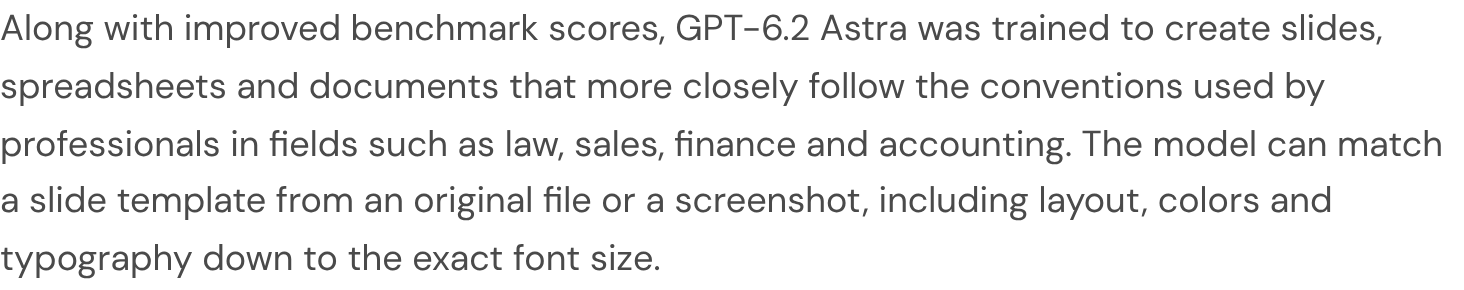 Along with improved benchmark scores, GPT-6.2 Astra was trained to create slides,
spreadsheets and documents that more closely follow the conventions used by
professionals in fields such as law, sales, finance and accounting. The model can match
a slide template from an original file or a screenshot, including layout, colors and
typography down to the exact font size.